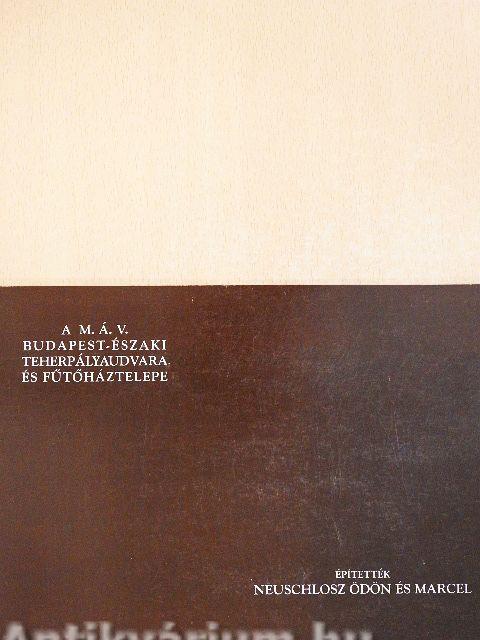 A M. Á. V.
BUDAPEST-ÉSZAKI
TEHERPÁLYAUDVARA
ÉS FŰTŐHÁZTELEPE
ÉPÍTETTÉK
NEUSCHLOSZ ÖDÖN ÉS MARCEL
Antikvárium.hu